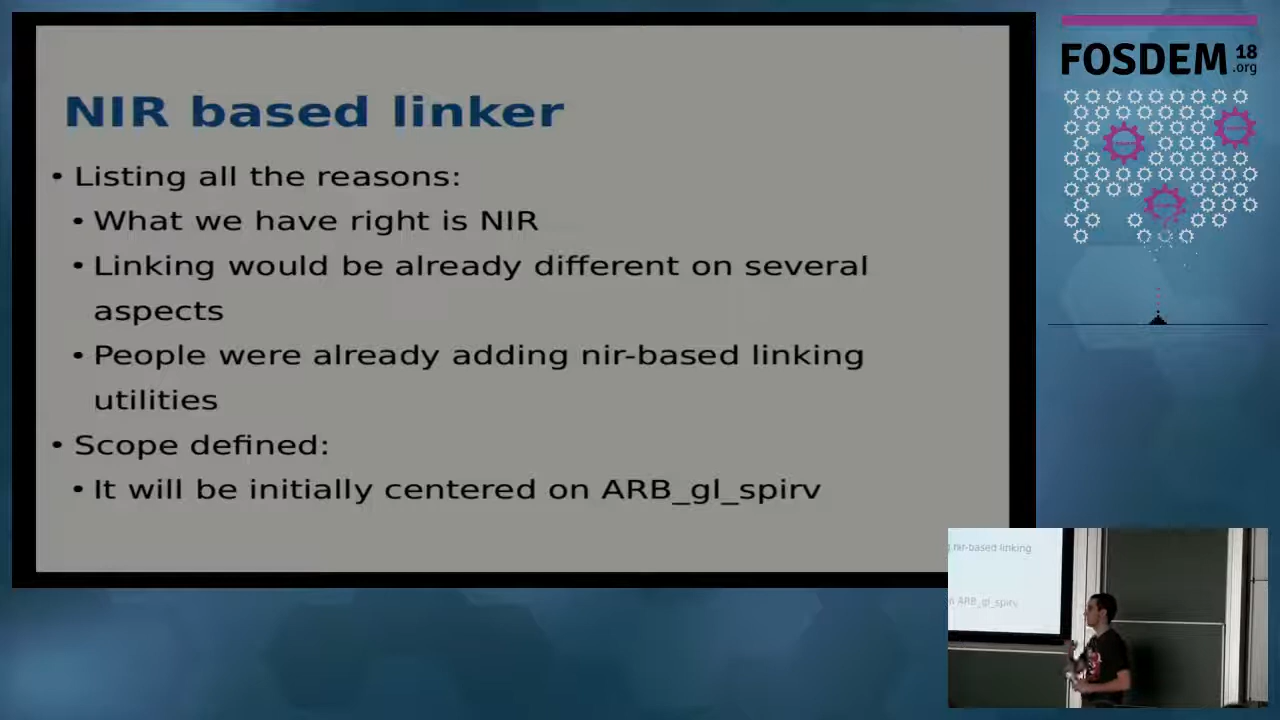 NIR based linker
• Listing all the reasons:
• What we have right is NIR
• Linking would be already different on several
aspects
• People were already adding nir-based linking
utilities
• Scope defined:
• It will be initially centered on ARB_gl_spirv
FOSDEM 18
.org
nir-based linking
ARB_gl_spirv